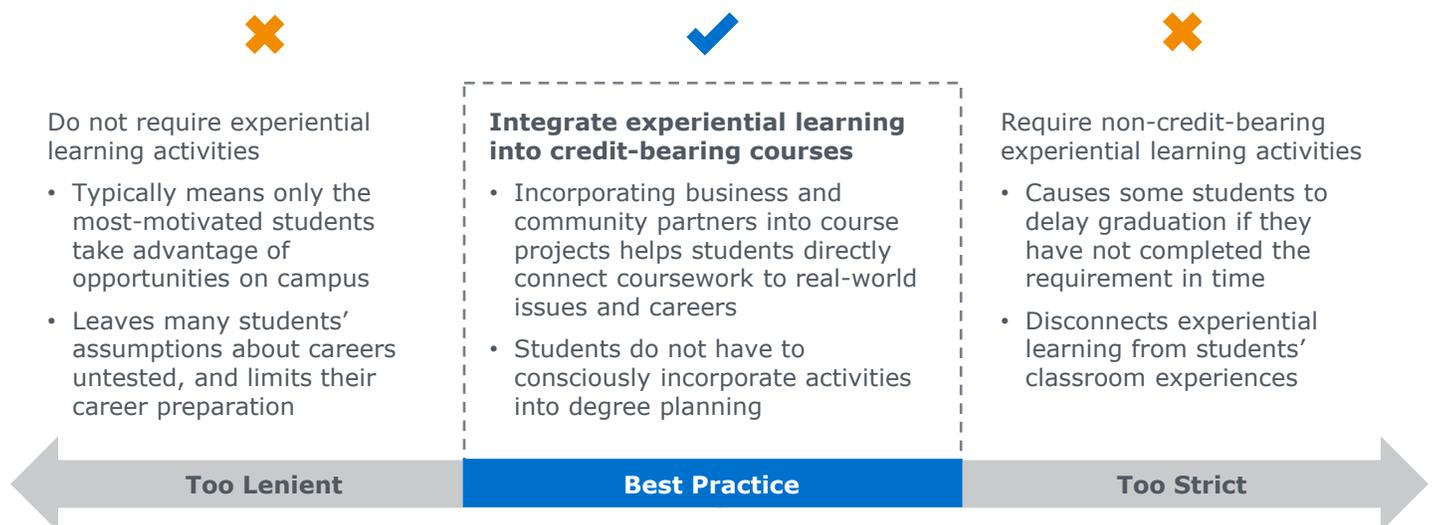 Do not require experiential
learning activities
• Typically means only the
most-motivated students
take advantage of
opportunities on campus
• Leaves many students’
assumptions about careers
untested, and limits their
career preparation
Too Lenient
Integrate experiential learning
into credit-bearing courses
• Incorporating business and
community partners into course
projects helps students directly
connect coursework to real-world
issues and careers
• Students do not have to
consciously incorporate activities
into degree planning
Best Practice
Require non-credit-bearing
experiential learning activities
• Causes some students to
delay graduation if they
have not completed the
requirement in time
• Disconnects experiential
learning from students’
classroom experiences
Too Strict